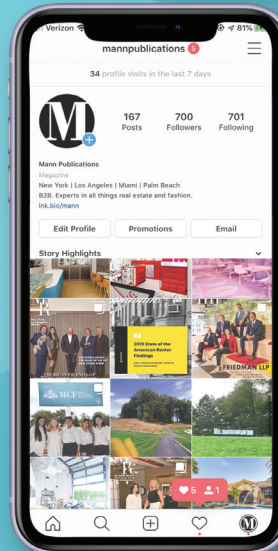 Verizon
81%
mannpublications 5
34 profile visits in the last 7 days
M
167 700 701
Posts Followers Following
Mann Publications
Magazine
New York | Los Angeles | Miami | Palm Beach
B2B. Experts in all things real estate and fashion.
lnk.bio/mann
Edit Profile Promotions Email
Story Highlights
AMERICAN FRIENDS OF
2019 State of the
American Renter
Findings
FRIEDMAN LLP
MCF
5 1
M